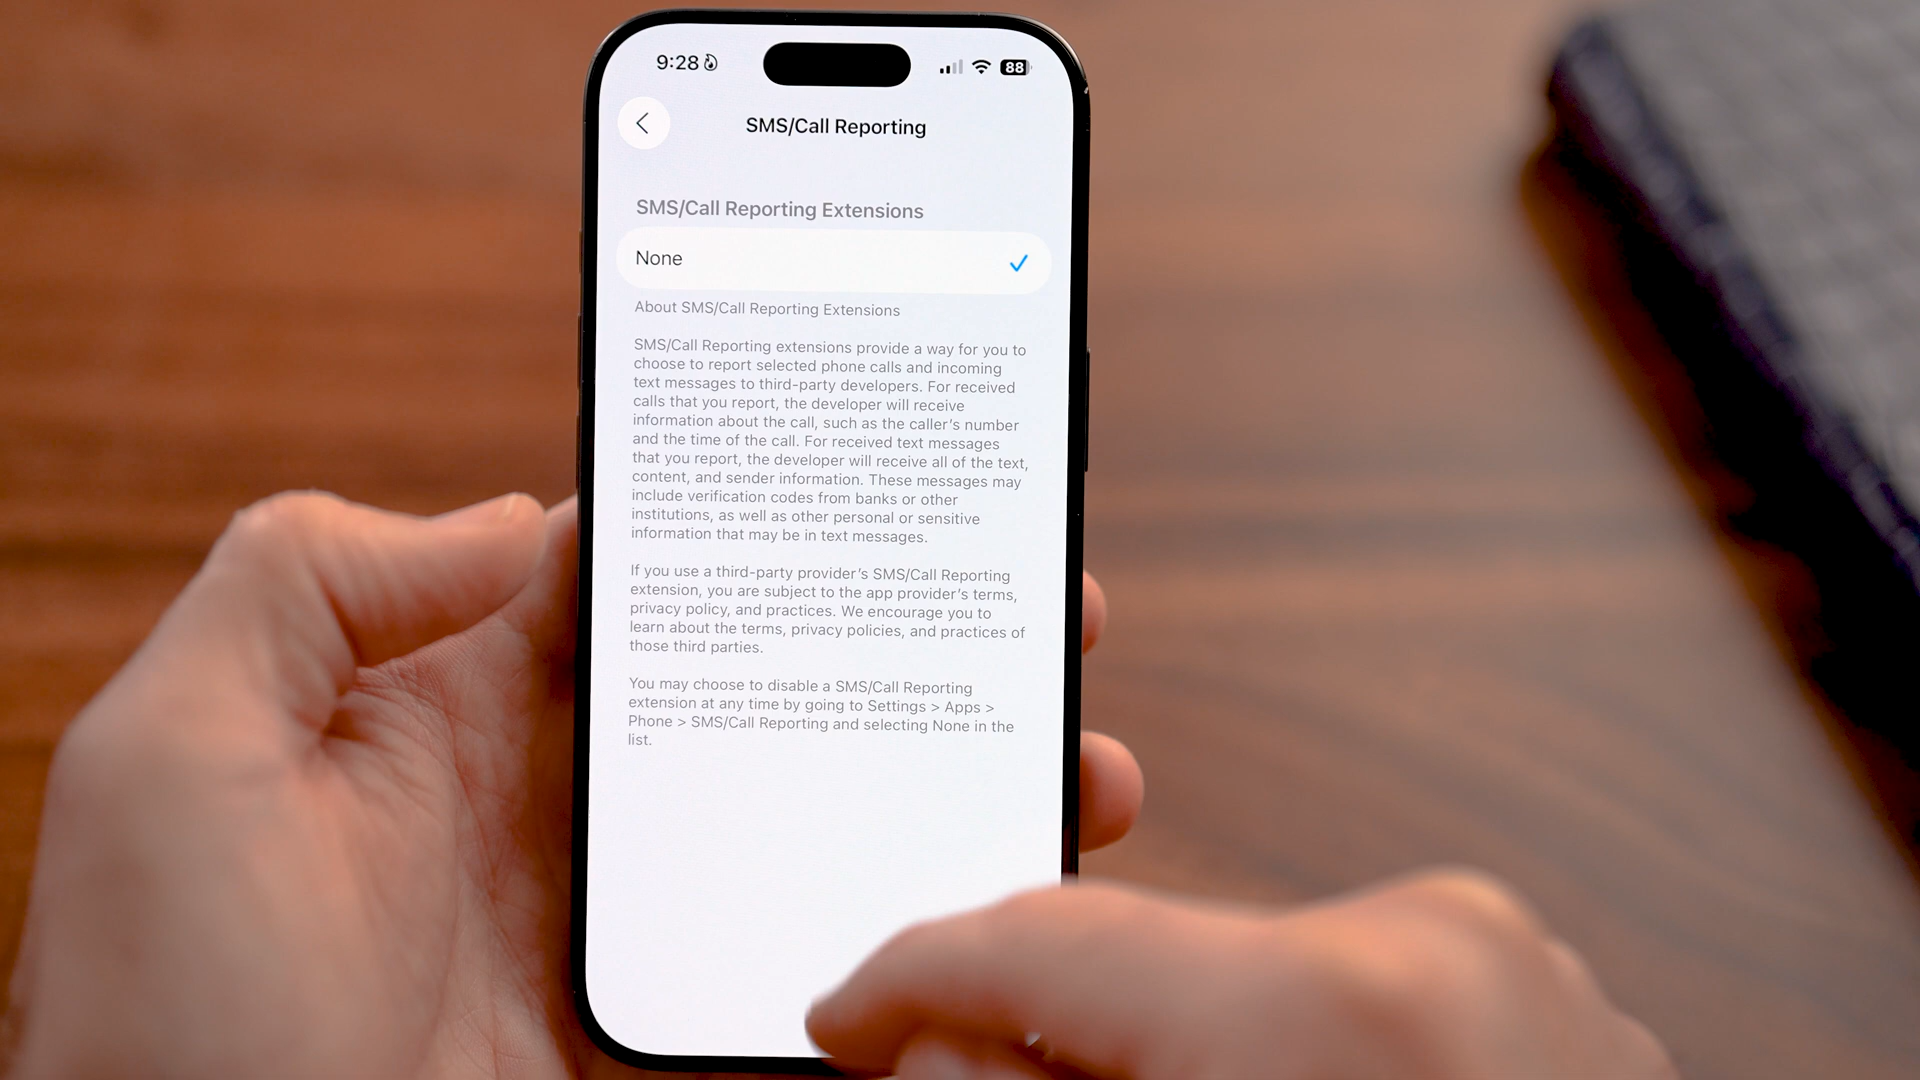 9:28
88
SMS/Call Reporting
SMS/Call Reporting Extensions
None
About SMS/Call Reporting Extensions
SMS/Call Reporting extensions provide a way for you to
choose to report selected phone calls and incoming
text messages to third-party developers. For received
calls that you report, the developer will receive
information about the call, such as the caller's number
and the time of the call. For received text messages
that you report, the developer will receive all of the text,
content, and sender information. These messages may
include verification codes from banks or other
institutions, as well as other personal or sensitive
information that may be in text messages.
If you use a third-party provider's SMS/Call Reporting
extension, you are subject to the app provider's terms,
privacy policy, and practices. We encourage you to
learn about the terms, privacy policies, and practices of
those third parties.
You may choose to disable a SMS/Call Reporting
extension at any time by going to Settings > Apps >
Phone > SMS/Call Reporting and selecting None in the
list.